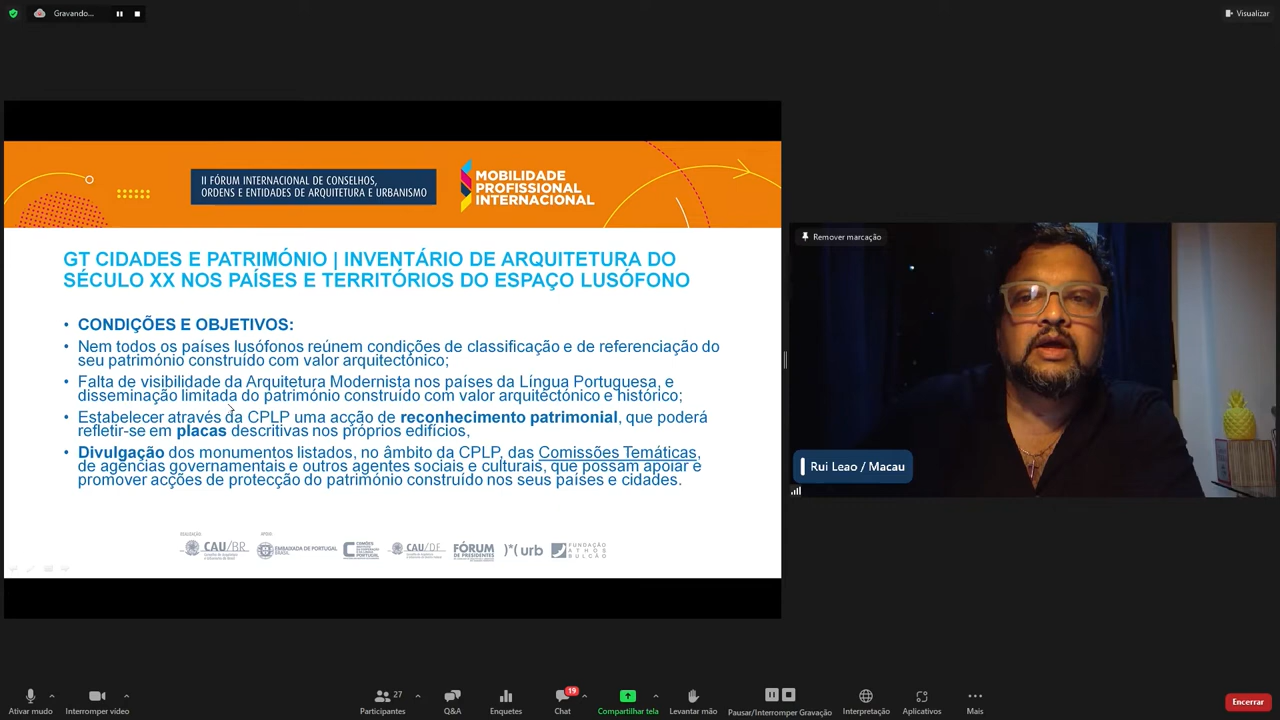 Gravando...
Visualizar
II FÓRUM INTERNACIONAL DE CONSELHOS,
ORDENS E ENTIDADES DE ARQUITETURA E URBANISMO
MOBILIDADE
PROFISSIONAL
INTERNACIONAL
GT CIDADES E PATRIMÓNIO | INVENTÁRIO DE ARQUITETURA DO
SÉCULO XX NOS PAÍSES E TERRITÓRIOS DO ESPAÇO LUSÓFONO
• CONDIÇÕES E OBJETIVOS:
• Nem todos os países lusófonos reúnem condições de classificação e de referenciação do
seu património construído com valor arquitectónico;
• Falta de visibilidade da Arquitetura Modernista nos países da Língua Portuguesa, e
disseminação limitada do património construído com valor arquitectónico e histórico;
• Estabelecer através da CPLP uma acção de reconhecimento patrimonial, que poderá
refletir-se em placas descritivas nos próprios edifícios,
• Divulgação dos monumentos listados, no âmbito da CPLP, das Comissões Temáticas,
de agências governamentais e outros agentes sociais e culturais, que possam apoiar e
promover acções de protecção do património construído nos seus países e cidades.
CAU/BR
EMBAIXADA DE PORTUGAL
BRASIL
CAU/DF
FÓRUM
DE PRESIDENTES
)*( urb
FUNDAÇÃO
ATHOS
BULCÃO
Remover marcação
Rui Leao / Macau
Ativar mudo
Interromper vídeo
27
Participantes
Q&A
Enquetes
19
Chat
Compartilhar tela
Levantar mão
Pausar/Interromper Gravação
Interpretação
Aplicativos
Mais
Encerrar